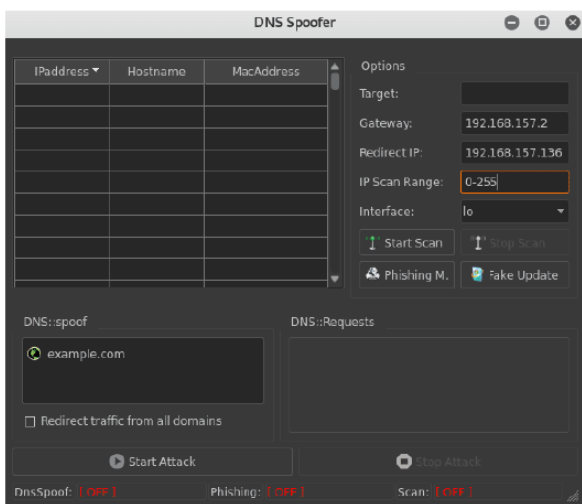 DNS Spoofer
IPaddress Hostname MacAddress
Options
Target:
Gateway: 192.168.157.2
Redirect IP: 192.168.157.136
IP Scan Range: 0-255
Interface: lo
Start Scan Stop Scan
Phishing M. Fake Update
DNS::spoof
example.com
Redirect traffic from all domains
DNS::Requests
Start Attack Stop Attack
DnsSpoof: [ OFF ] Phishing: [ OFF ] Scan: [ OFF ]